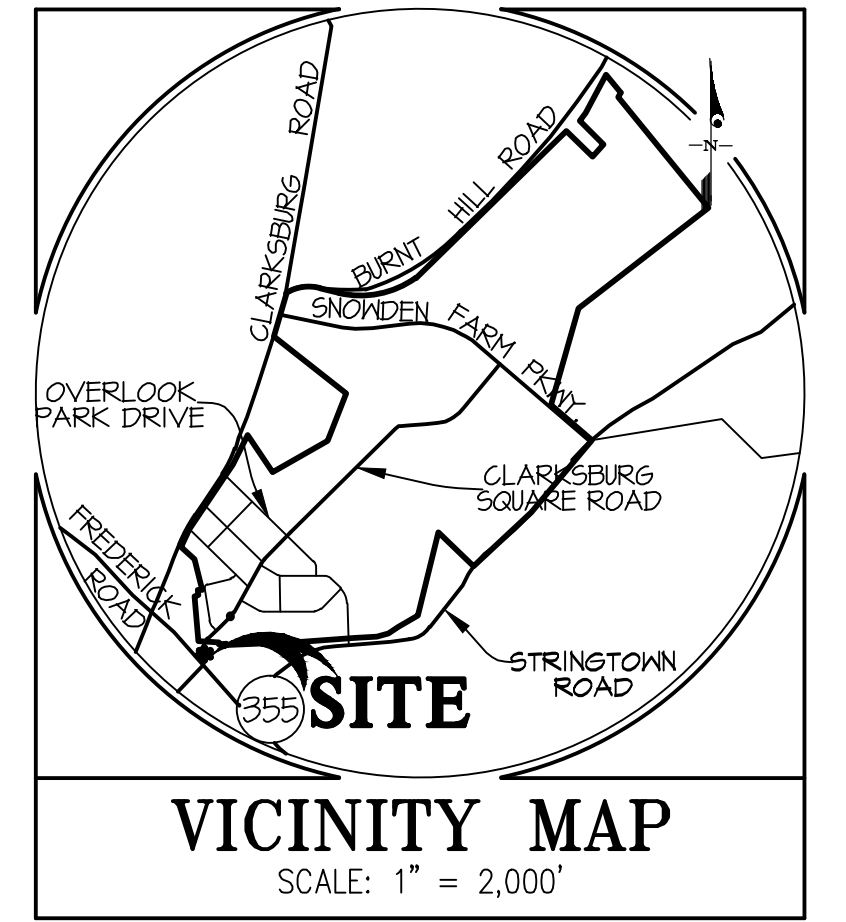 CLARKSBURG ROAD
BURNT HILL ROAD
N
SNOWDEN FARM PKWY.
OVERLOOK
PARK DRIVE
CLARKSBURG
SQUARE ROAD
FREDERICK
ROAD
STRINGTOWN
ROAD
355
SITE
VICINITY MAP
SCALE: 1” = 2,000’